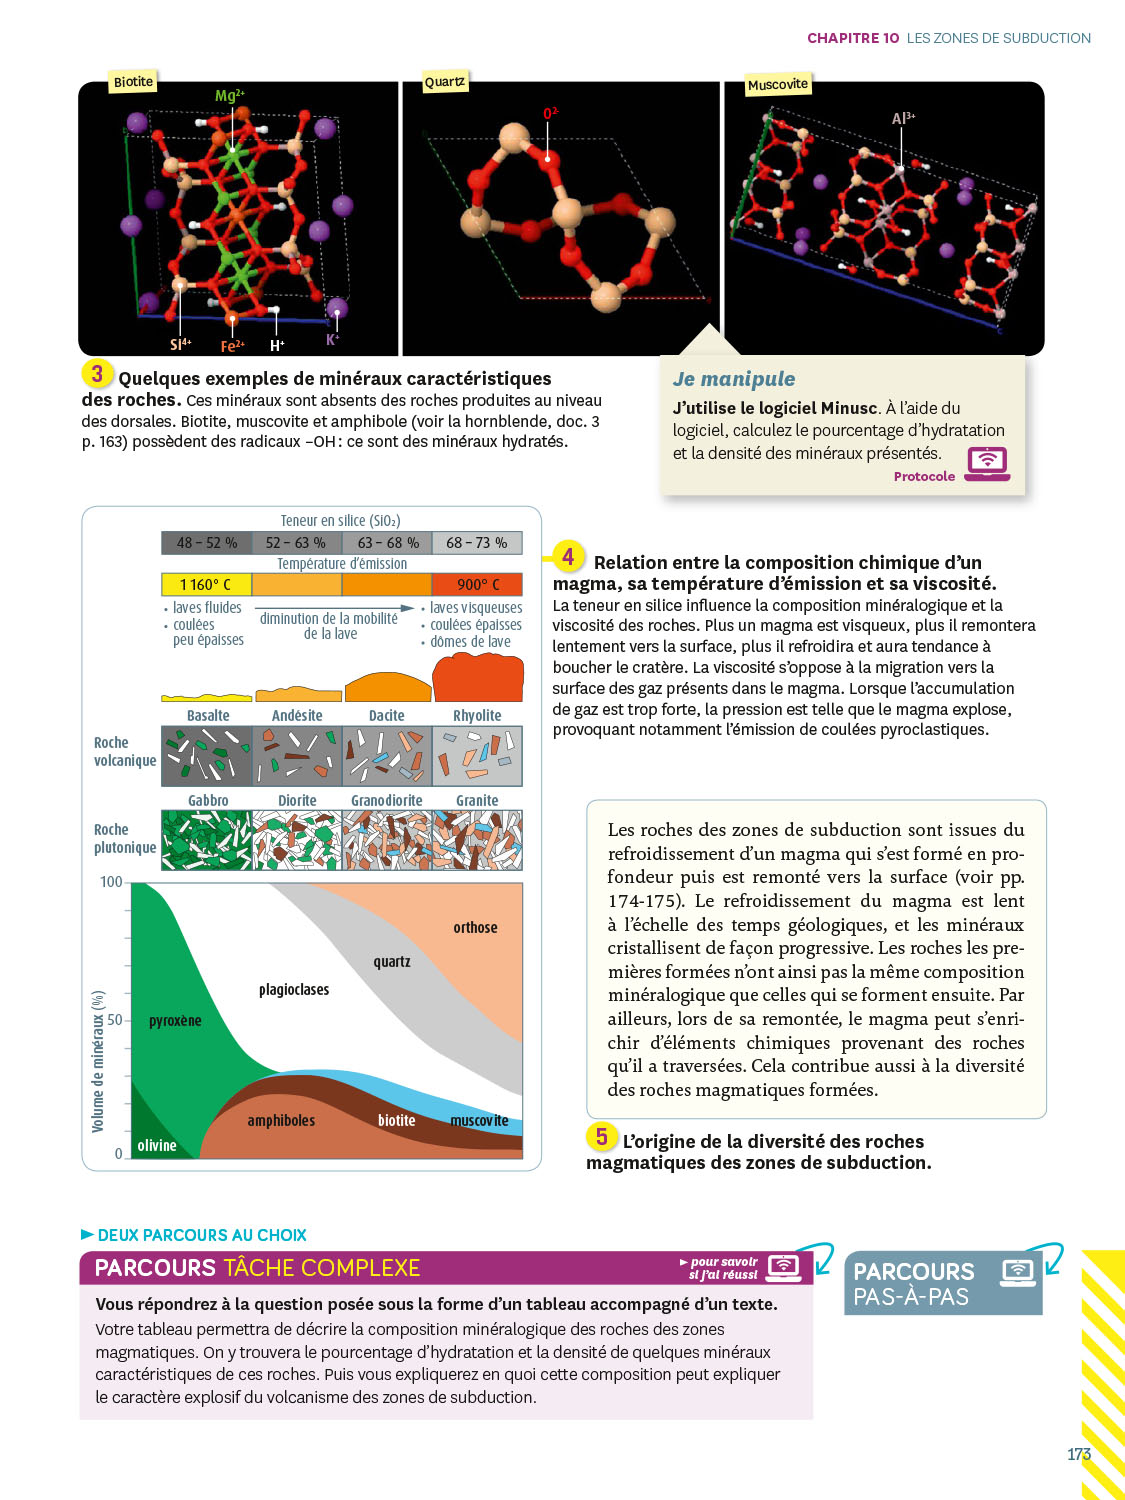 CHAPITRE 10 LES ZONES DE SUBDUCTION
Biotite
Quartz
Muscovite
Mg²⁺
O²⁻
Al³⁺
Si⁴⁺
Fe²⁺
H⁺
K⁺
3 Quelques exemples de minéraux caractéristiques
des roches. Ces minéraux sont absents des roches produites au niveau
des dorsales. Biotite, muscovite et amphibole (voir la hornblende, doc. 3
p. 163) possèdent des radicaux –OH : ce sont des minéraux hydratés.
Je manipule
J’utilise le logiciel Minusc. À l’aide du
logiciel, calculez le pourcentage d’hydratation
et la densité des minéraux présentés.
Protocole
Teneur en silice (SiO₂)
48 – 52 % 52 – 63 % 63 – 68 % 68 – 73 %
Température d’émission
1 160° C 900° C
• laves fluides
• coulées
peu épaisses
diminution de la mobilité
de la lave
• laves visqueuses
• coulées épaisses
• dômes de lave
Basalte Andésite Dacite Rhyolite
Roche
volcanique
Gabbro Diorite Granodiorite Granite
Roche
plutonique
100
50
0
Volume de minéraux (%)
orthose
quartz
plagioclases
pyroxène
amphiboles
biotite
muscovite
olivine
4 Relation entre la composition chimique d’un
magma, sa température d’émission et sa viscosité.
La teneur en silice influence la composition minéralogique et la
viscosité des roches. Plus un magma est visqueux, plus il remontera
lentement vers la surface, plus il refroidira et aura tendance à
boucher le cratère. La viscosité s’oppose à la migration vers la
surface des gaz présents dans le magma. Lorsque l’accumulation
de gaz est trop forte, la pression est telle que le magma explose,
provoquant notamment l’émission de coulées pyroclastiques.
Les roches des zones de subduction sont issues du
refroidissement d’un magma qui s’est formé en pro-
fondeur puis est remonté vers la surface (voir pp.
174-175). Le refroidissement du magma est lent
à l’échelle des temps géologiques, et les minéraux
cristallisent de façon progressive. Les roches les pre-
mières formées n’ont ainsi pas la même composition
minéralogique que celles qui se forment ensuite. Par
ailleurs, lors de sa remontée, le magma peut s’enri-
chir d’éléments chimiques provenant des roches
qu’il a traversées. Cela contribue aussi à la diversité
des roches magmatiques formées.
5 L’origine de la diversité des roches
magmatiques des zones de subduction.
► DEUX PARCOURS AU CHOIX
PARCOURS TÂCHE COMPLEXE
► pour savoir
si j’ai réussi
Vous répondrez à la question posée sous la forme d’un tableau accompagné d’un texte.
Votre tableau permettra de décrire la composition minéralogique des roches des zones
magmatiques. On y trouvera le pourcentage d’hydratation et la densité de quelques minéraux
caractéristiques de ces roches. Puis vous expliquerez en quoi cette composition peut expliquer
le caractère explosif du volcanisme des zones de subduction.
PARCOURS
PAS-À-PAS
173